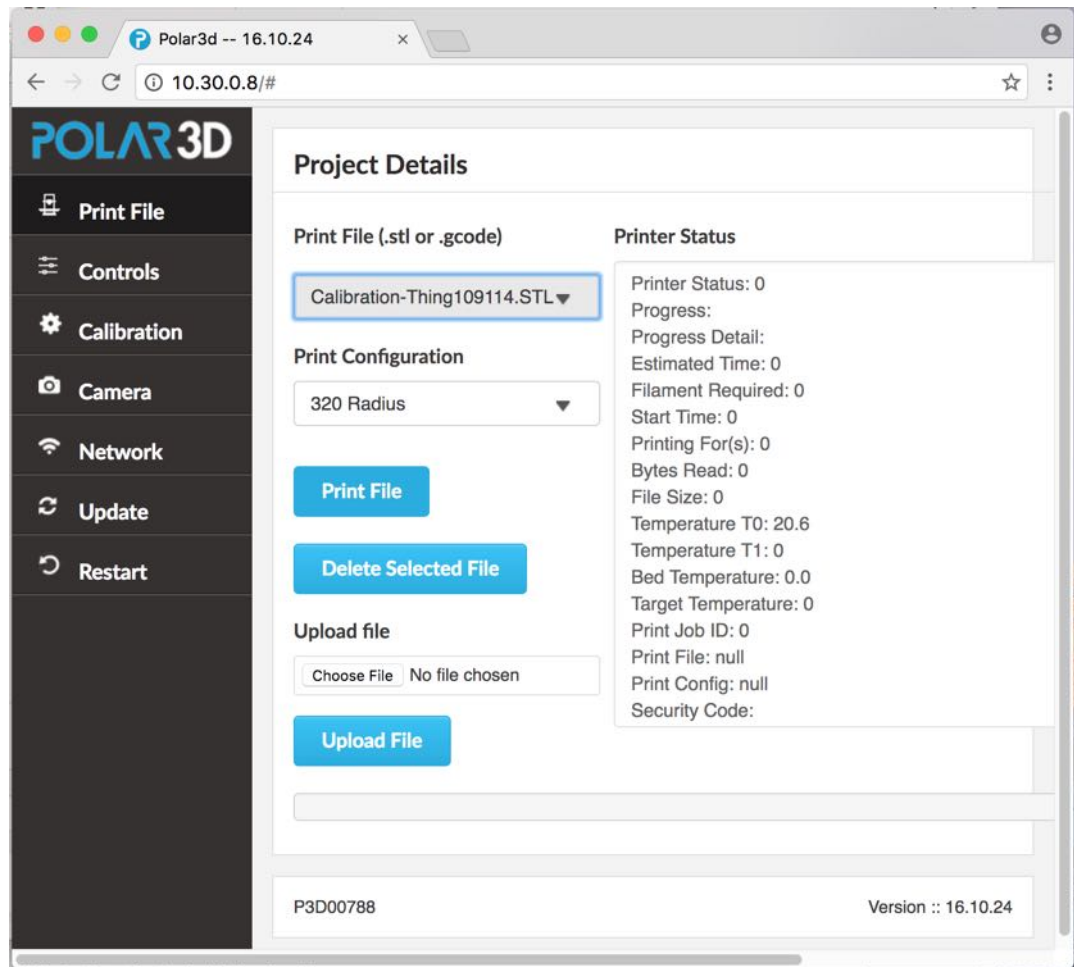 Polar3d -- 16.10.24
10.30.0.8/#
POLAR3D
Print File
Controls
Calibration
Camera
Network
Update
Restart
Project Details
Print File (.stl or .gcode)
Calibration-Thing109114.STL
Print Configuration
320 Radius
Print File
Delete Selected File
Upload file
Choose File No file chosen
Upload File
Printer Status
Printer Status: 0
Progress:
Progress Detail:
Estimated Time: 0
Filament Required: 0
Start Time: 0
Printing For(s): 0
Bytes Read: 0
File Size: 0
Temperature T0: 20.6
Temperature T1: 0
Bed Temperature: 0.0
Target Temperature: 0
Print Job ID: 0
Print File: null
Print Config: null
Security Code:
P3D00788
Version :: 16.10.24